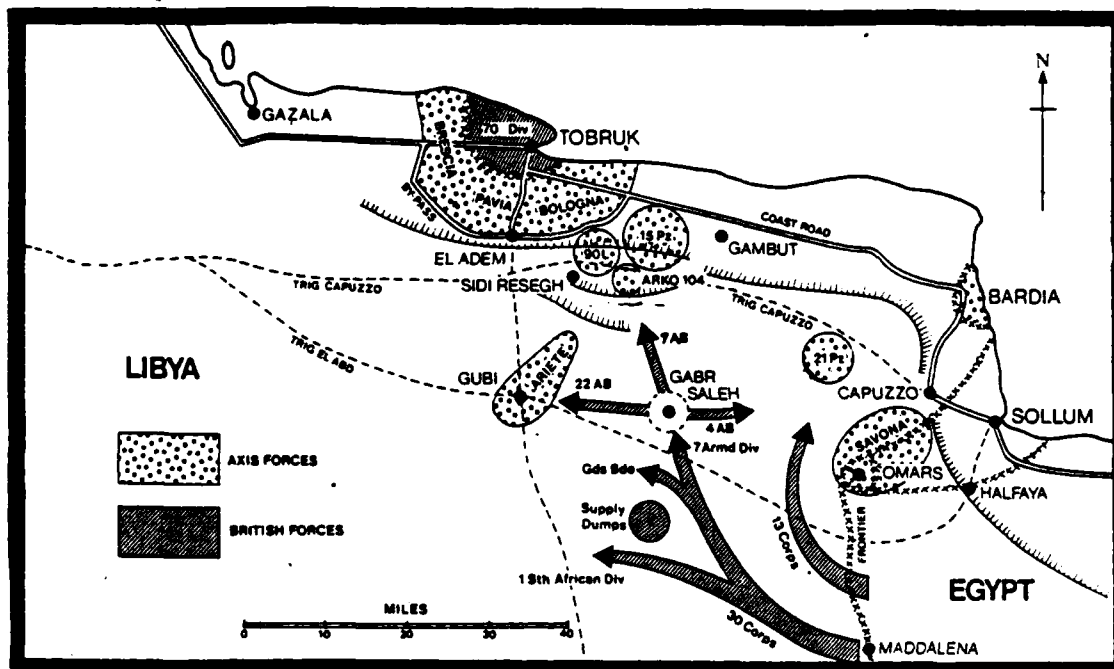 N
GAZALA
70 Div
TOBRUK
BRESCIA
PAVIA
BOLOGNA
BY PASS
COAST ROAD
15 Pz
GAMBUT
90L
EL ADEM
ARKO 104
SIDI RESEGH
TRIG CAPUZZO
TRIG CAPUZZO
BARDIA
TRIG EL ABD
7AB
21 Pz
LIBYA
GUBI
ARIETE
22 AB
GABR
SALEH
4 AB
CAPUZZO
SOLLUM
7 Armd Div
SAVONA
AXIS FORCES
Gds Bde
OMARS
HALFAYA
Supply
Dumps
BRITISH FORCES
13 Corps
FRONTIER
1 Sth African Div
EGYPT
MILES
30 Corps
0 10 20 30 40
MADDALENA